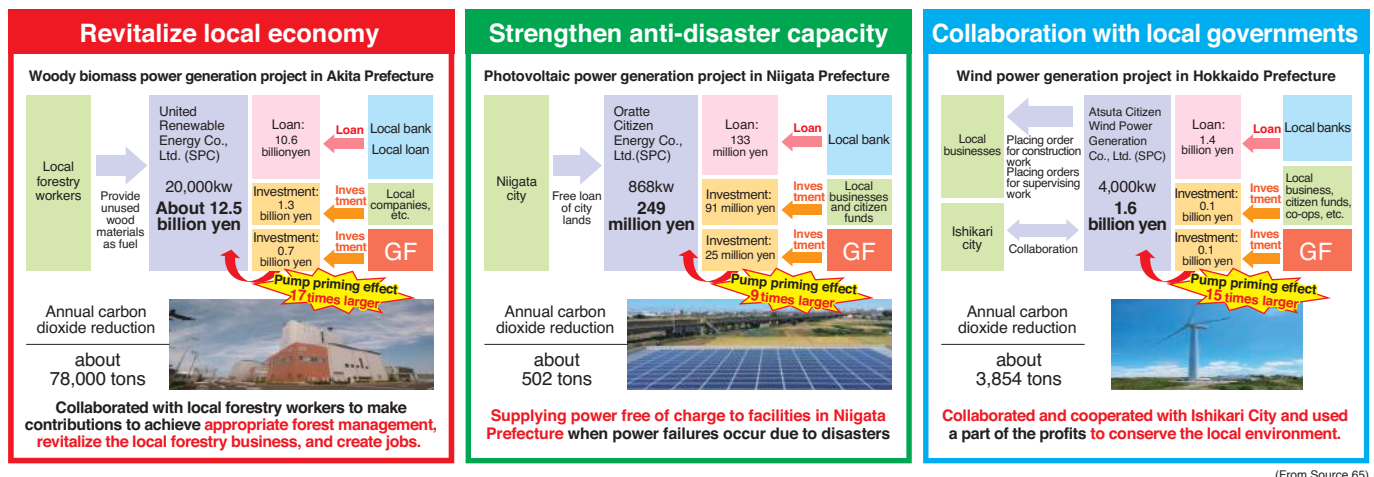 Revitalize local economy
Woody biomass power generation project in Akita Prefecture
Local
forestry
workers
Provide
unused
wood
materials
as fuel
United
Renewable
Energy Co.,
Ltd. (SPC)
20,000kw
About 12.5
billion yen
Loan:
10.6
billionyen
Loan
Local bank
Local loan
Investment:
1.3
billion yen
Inves
tment
Local
companies,
etc.
Investment:
0.7
billion yen
Inves
tment
GF
Pump priming effect
17 times larger
Annual carbon
dioxide reduction
about
78,000 tons
Collaborated with local forestry workers to make
contributions to achieve appropriate forest management,
revitalize the local forestry business, and create jobs.
Strengthen anti-disaster capacity
Photovoltaic power generation project in Niigata Prefecture
Niigata
city
Free loan
of city
lands
Oratte
Citizen
Energy Co.,
Ltd.(SPC)
868kw
249
million yen
Loan:
133
million yen
Loan
Local bank
Investment:
91 million yen
Inves
tment
Local
businesses
and citizen
funds
Investment:
25 million yen
Inves
tment
GF
Pump priming effect
9 times larger
Annual carbon
dioxide reduction
about
502 tons
Supplying power free of charge to facilities in Niigata
Prefecture when power failures occur due to disasters
Collaboration with local governments
Wind power generation project in Hokkaido Prefecture
Local
businesses
Placing order
for construction
work
Placing orders
for supervising
work
Ishikari
city
Collaboration
Atsuta Citizen
Wind Power
Generation
Co., Ltd. (SPC)
4,000kw
1.6
billion yen
Loan:
1.4
billion yen
Loan
Local banks
Investment:
0.1
billion yen
Inves
tment
Local
business,
citizen funds,
co-ops, etc.
Investment:
0.1
billion yen
Inves
tment
GF
Pump priming effect
15 times larger
Annual carbon
dioxide reduction
about
3,854 tons
Collaborated and cooperated with Ishikari City and used
a part of the profits to conserve the local environment.
(From Source 65)